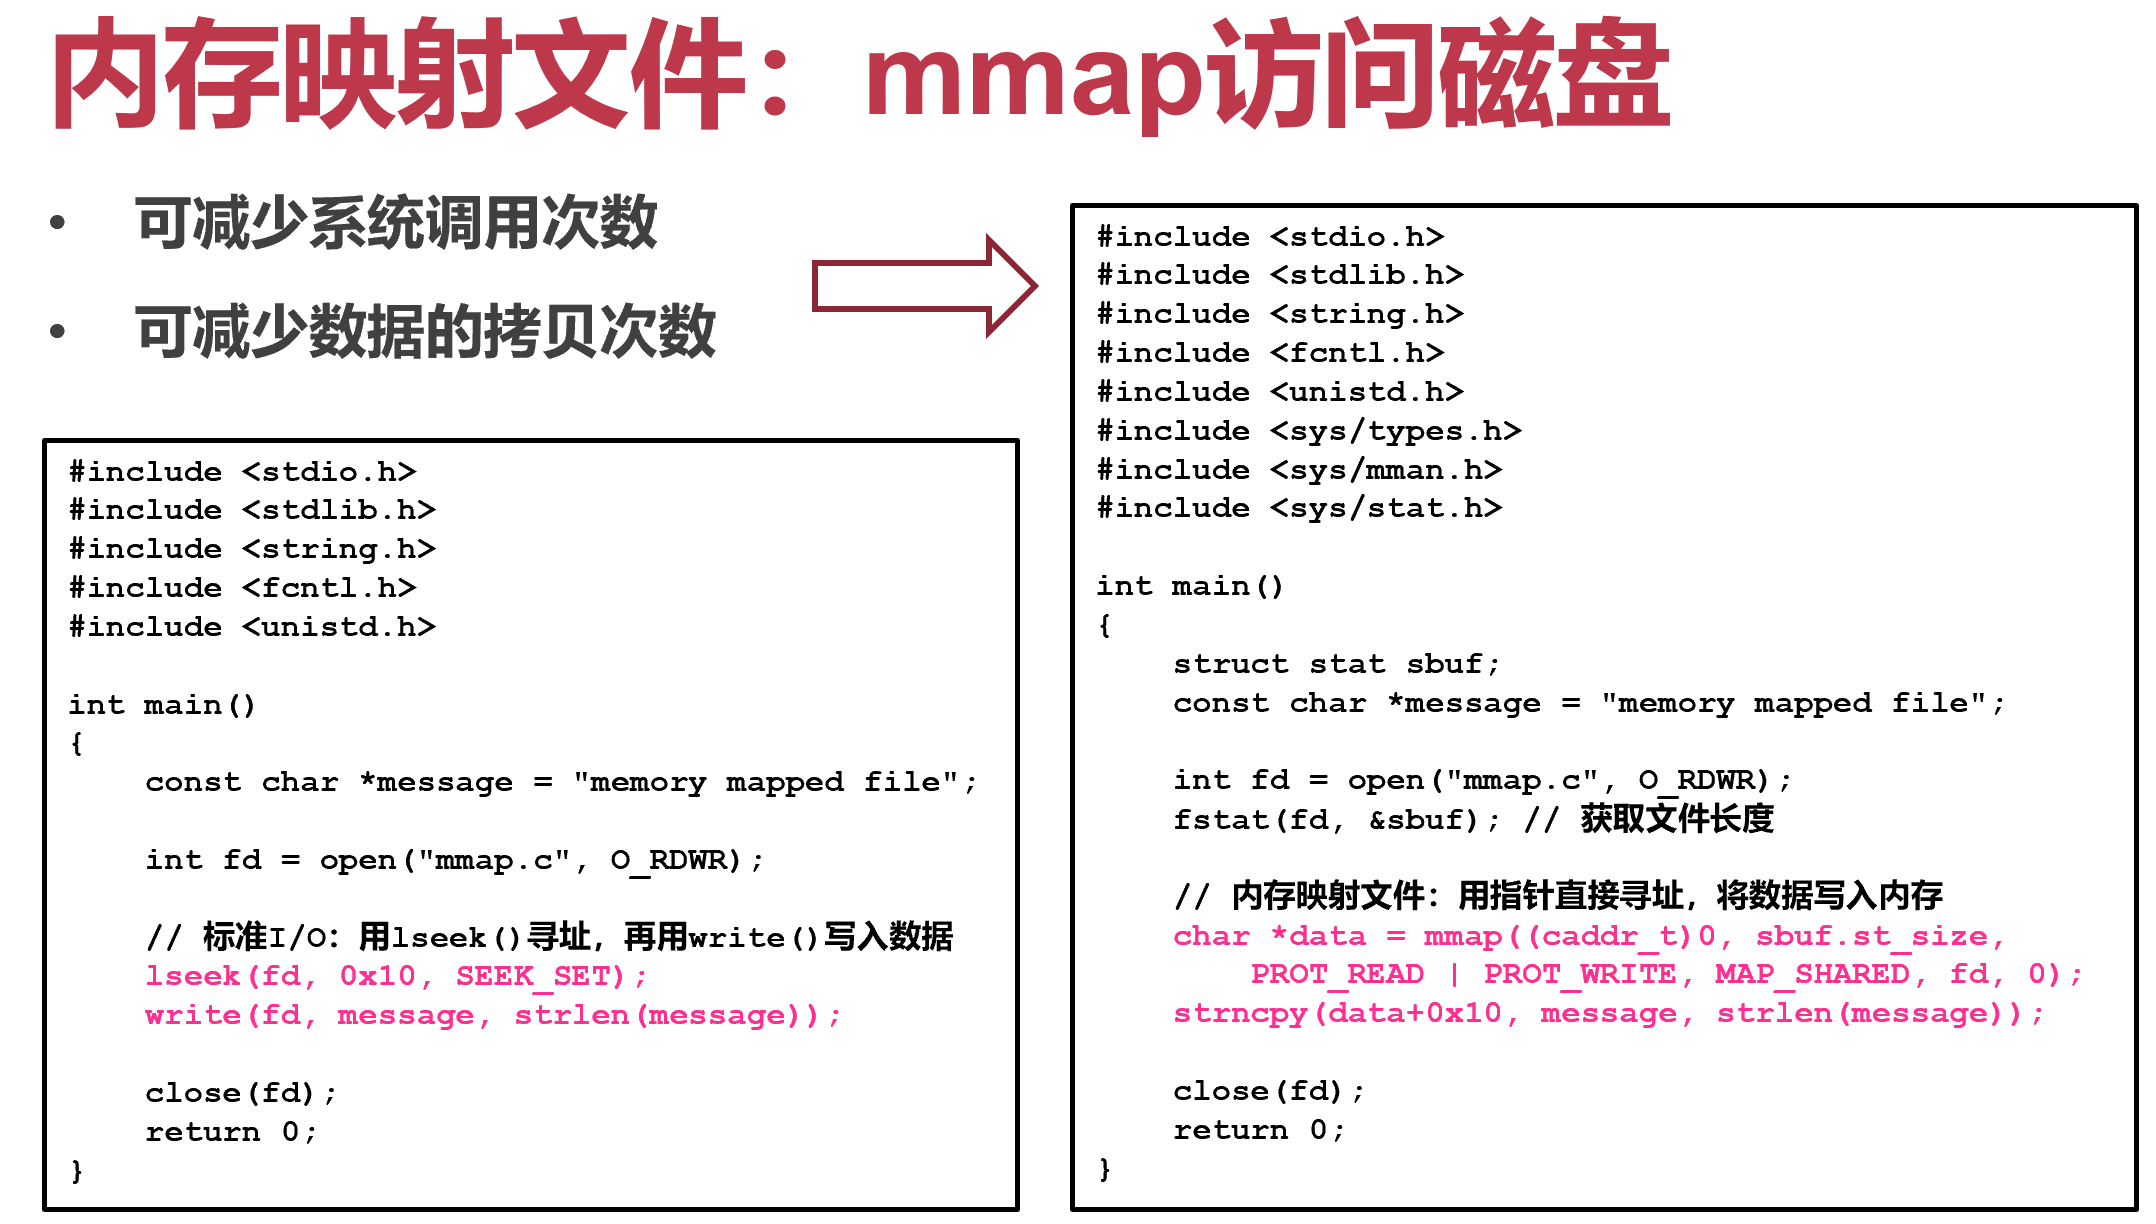 内存映射文件：mmap访问磁盘
• 可减少系统调用次数
• 可减少数据的拷贝次数
#include <stdio.h>
#include <stdlib.h>
#include <string.h>
#include <fcntl.h>
#include <unistd.h>

int main()
{
    const char *message = "memory mapped file";

    int fd = open("mmap.c", O_RDWR);

    // 标准I/O：用lseek()寻址，再用write()写入数据
    lseek(fd, 0x10, SEEK_SET);
    write(fd, message, strlen(message));

    close(fd);
    return 0;
}
#include <stdio.h>
#include <stdlib.h>
#include <string.h>
#include <fcntl.h>
#include <unistd.h>
#include <sys/types.h>
#include <sys/mman.h>
#include <sys/stat.h>

int main()
{
    struct stat sbuf;
    const char *message = "memory mapped file";

    int fd = open("mmap.c", O_RDWR);
    fstat(fd, &sbuf); // 获取文件长度

    // 内存映射文件：用指针直接寻址，将数据写入内存
    char *data = mmap((caddr_t)0, sbuf.st_size,
        PROT_READ | PROT_WRITE, MAP_SHARED, fd, 0);
    strncpy(data+0x10, message, strlen(message));

    close(fd);
    return 0;
}